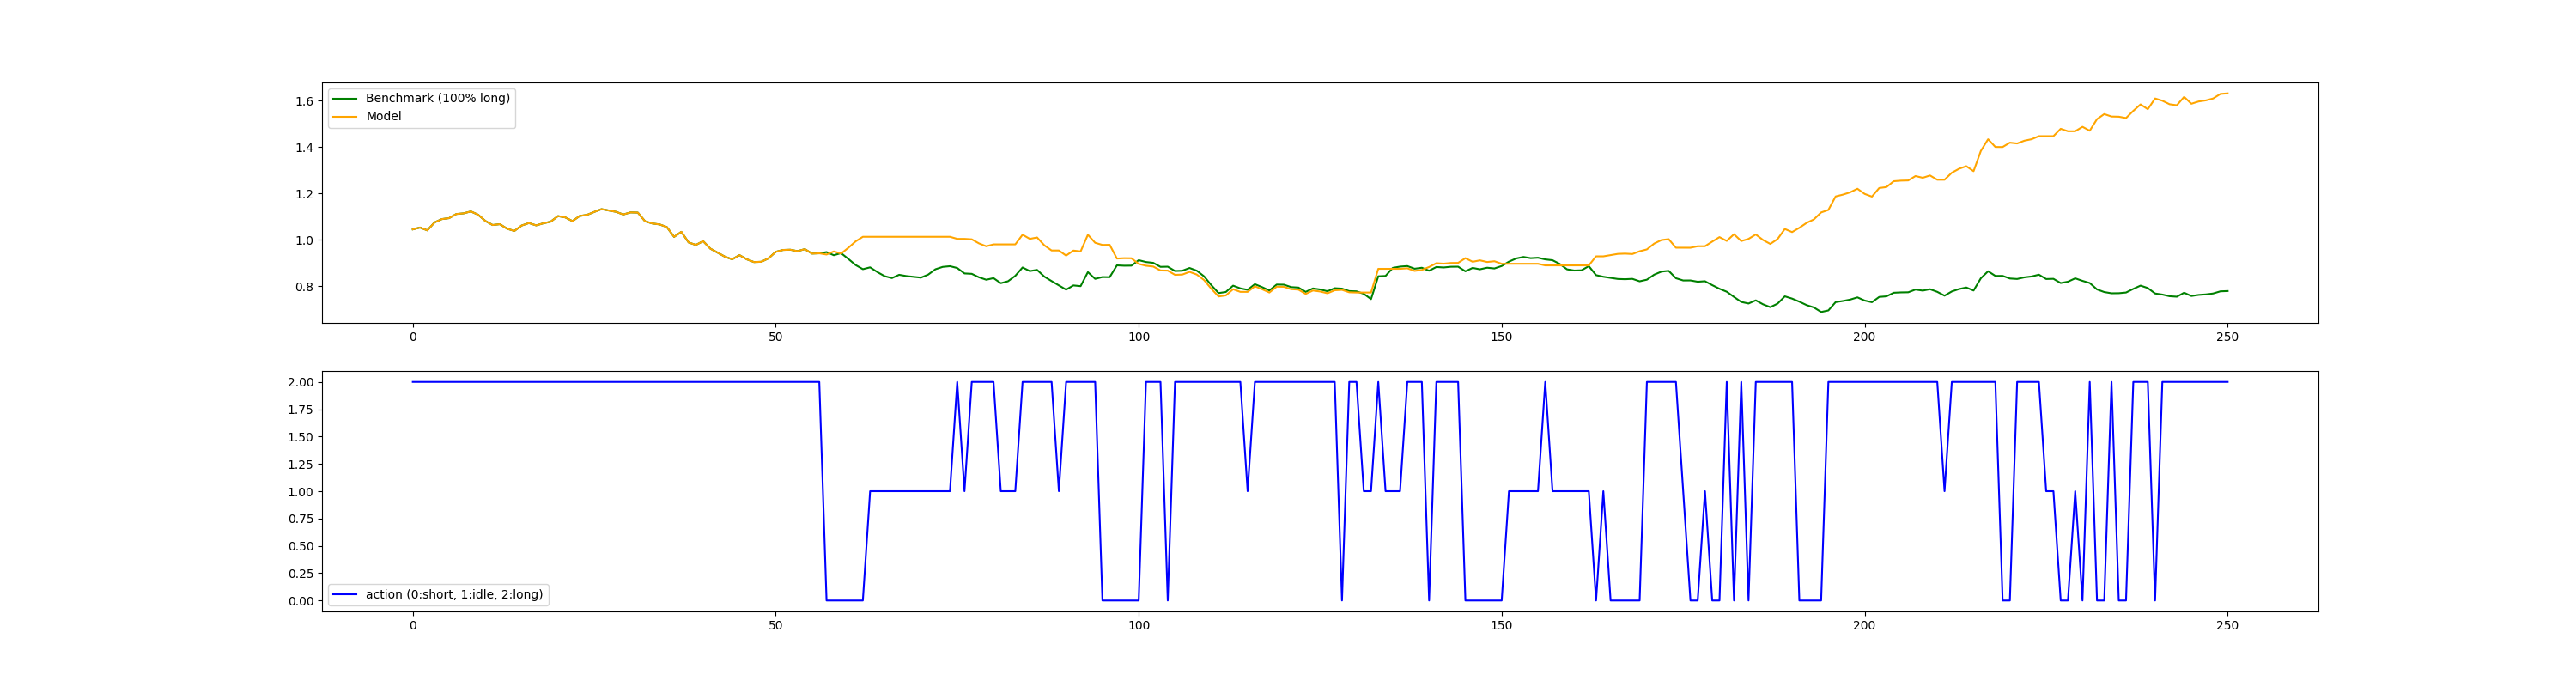 1.6
1.4
1.2
1.0
0.8
Benchmark (100% long)
Model
0 50 100 150 200 250
2.00
1.75
1.50
1.25
1.00
0.75
0.50
0.25
0.00
action (0:short, 1:idle, 2:long)
0 50 100 150 200 250